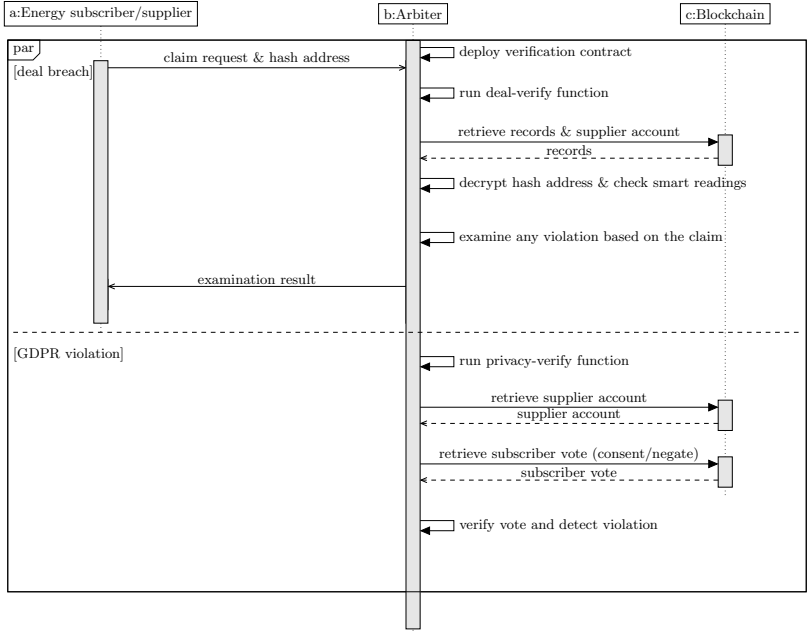 a:Energy subscriber/supplier
b:Arbiter
c:Blockchain
par
[deal breach]
claim request & hash address
deploy verification contract
run deal-verify function
retrieve records & supplier account
records
decrypt hash address & check smart readings
examine any violation based on the claim
examination result
[GDPR violation]
run privacy-verify function
retrieve supplier account
supplier account
retrieve subscriber vote (consent/negate)
subscriber vote
verify vote and detect violation